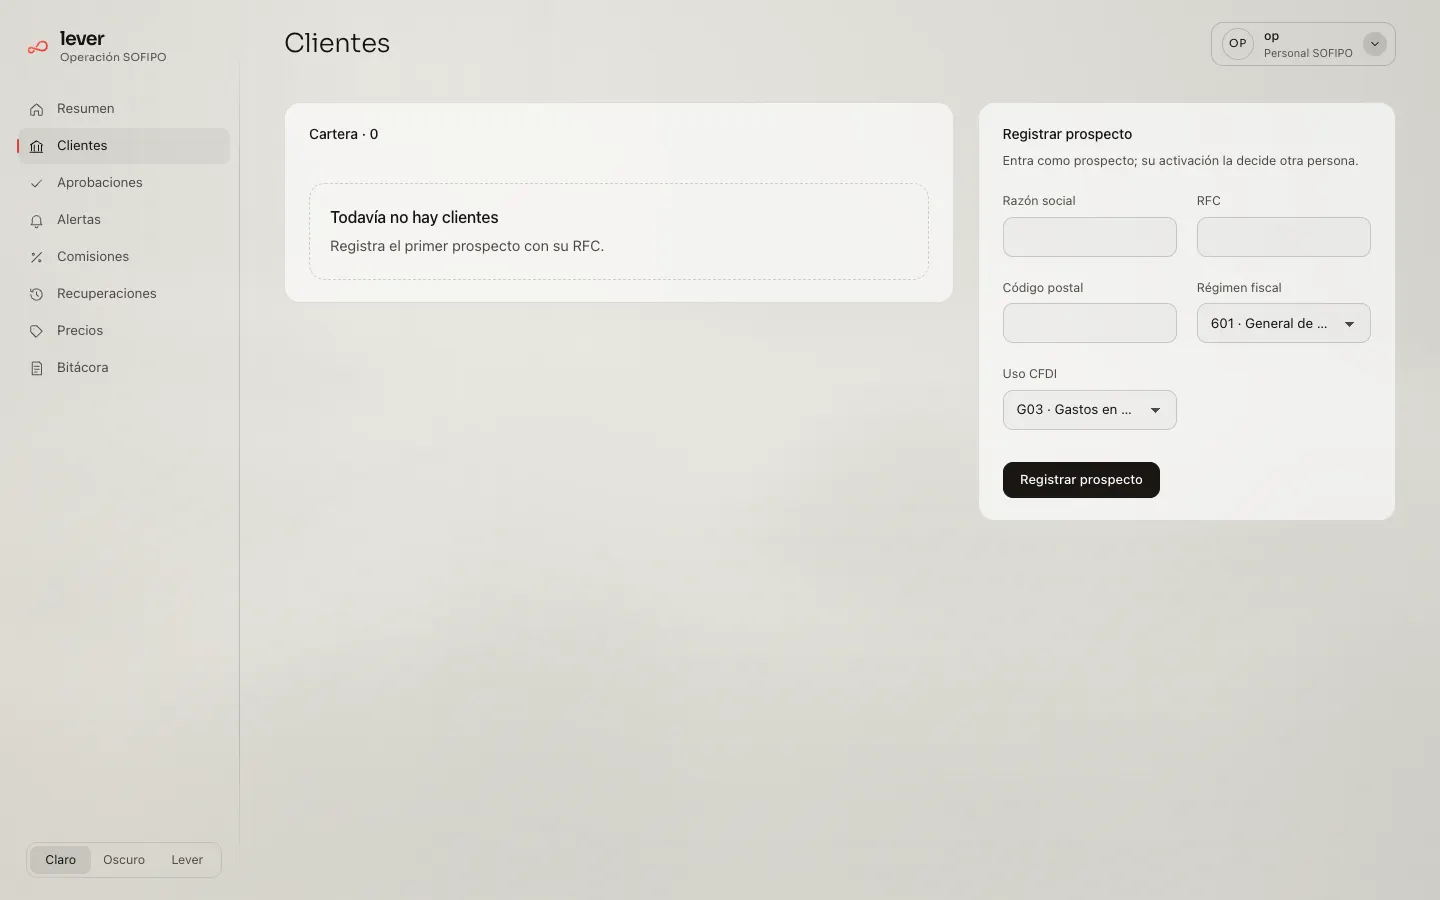 lever
Operación SOFIPO
Resumen
Clientes
Aprobaciones
Alertas
Comisiones
Recuperaciones
Precios
Bitácora
Claro Oscuro Lever
Clientes
OP
op
Personal SOFIPO
Cartera · 0
Todavía no hay clientes
Registra el primer prospecto con su RFC.
Registrar prospecto
Entra como prospecto; su activación la decide otra persona.
Razón social RFC
Código postal Régimen fiscal
601 · General de ...
Uso CFDI
G03 · Gastos en ...
Registrar prospecto